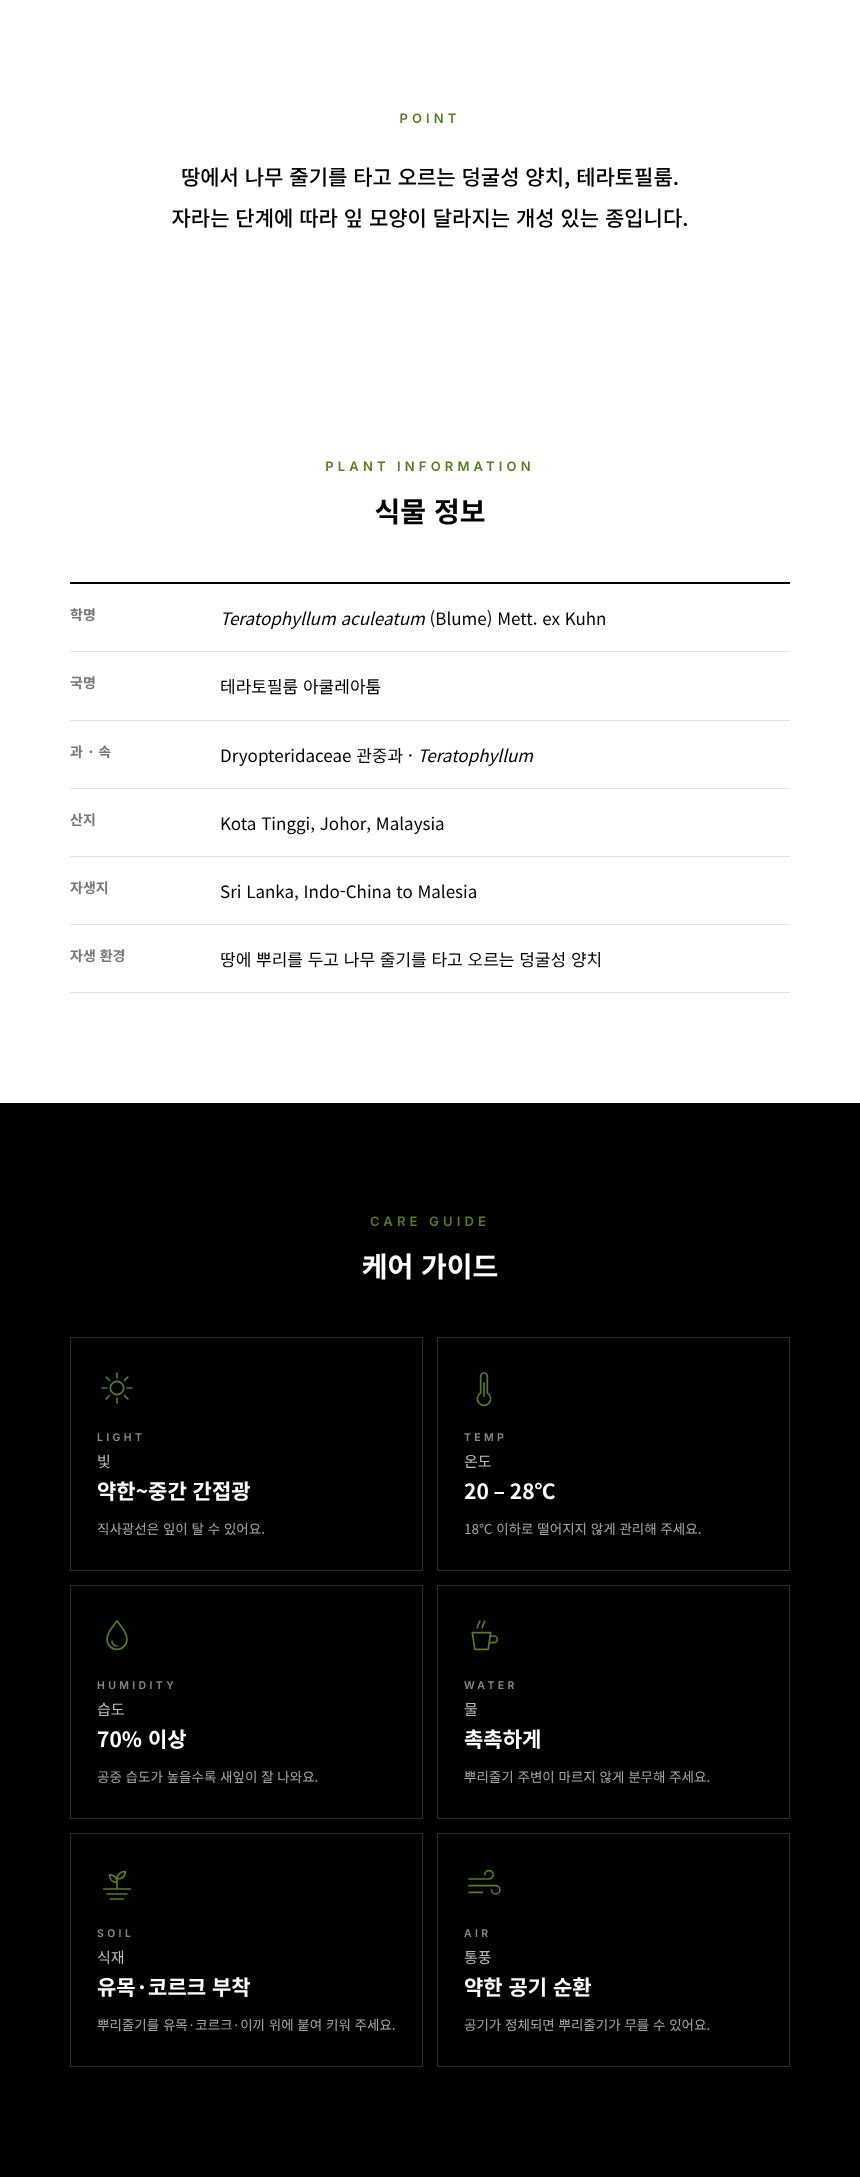 POINT
땅에서 나무 줄기를 타고 오르는 덩굴성 양치, 테라토필룸.
자라는 단계에 따라 잎 모양이 달라지는 개성 있는 종입니다.
PLANT INFORMATION
식물 정보
학명 Teratophyllum aculeatum (Blume) Mett. ex Kuhn
국명 테라토필룸 아쿨레아툼
과 · 속 Dryopteridaceae 관중과 · Teratophyllum
산지 Kota Tinggi, Johor, Malaysia
자생지 Sri Lanka, Indo-China to Malesia
자생 환경 땅에 뿌리를 두고 나무 줄기를 타고 오르는 덩굴성 양치
CARE GUIDE
케어 가이드
LIGHT
빛
약한~중간 간접광
직사광선은 잎이 탈 수 있어요.
TEMP
온도
20 – 28℃
18℃ 이하로 떨어지지 않게 관리해 주세요.
HUMIDITY
습도
70% 이상
공중 습도가 높을수록 새잎이 잘 나와요.
WATER
물
촉촉하게
뿌리줄기 주변이 마르지 않게 분무해 주세요.
SOIL
식재
유목·코르크 부착
뿌리줄기를 유목·코르크·이끼 위에 붙여 키워 주세요.
AIR
통풍
약한 공기 순환
공기가 정체되면 뿌리줄기가 무를 수 있어요.